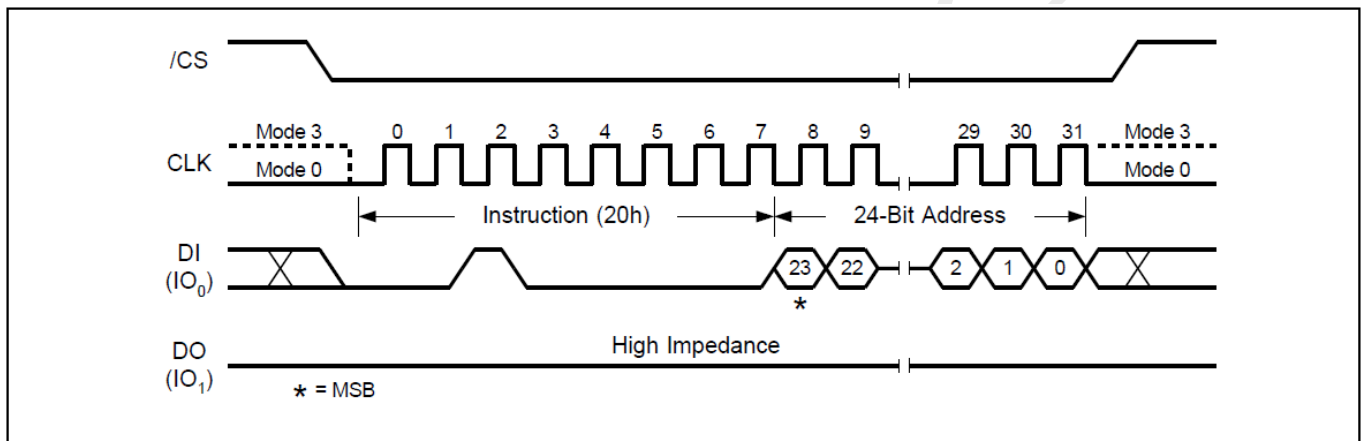 /CS
Mode 3 0 1 2 3 4 5 6 7 8 9 29 30 31 Mode 3
CLK
Mode 0 Mode 0
Instruction (20h) 24-Bit Address
DI
(IO0)
23 22 2 1 0
*
High Impedance
DO
(IO1)
* = MSB